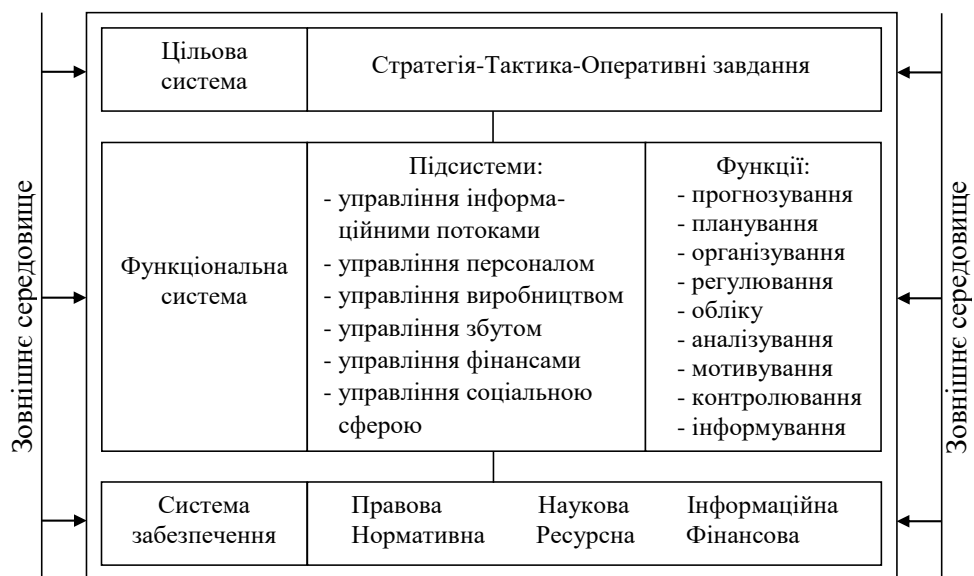 Зовнішнє середовище
Цільова
система
Стратегія-Тактика-Оперативні завдання
Функціональна
система
Підсистеми:
- управління інформа-
ційними потоками
- управління персоналом
- управління виробництвом
- управління збутом
- управління фінансами
- управління соціальною
сферою
Функції:
- прогнозування
- планування
- організування
- регулювання
- обліку
- аналізування
- мотивування
- контролювання
- інформування
Система
забезпечення
Правова Наукова Інформаційна
Нормативна Ресурсна Фінансова
Зовнішнє середовище